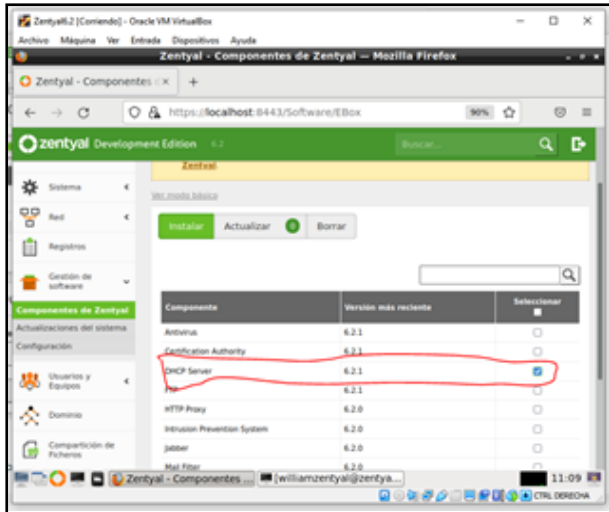 Zentyal6.2 [Corriendo] - Oracle VM VirtualBox
Archivo Máquina Ver Entrada Dispositivos Ayuda
Zentyal - Componentes de Zentyal — Mozilla Firefox
Zentyal - Componentes
https://localhost:8443/Software/EBox 90%
zentyal Development Edition 6.2 Buscar...
Zentyal.
Ver modo básico
Sistema
Red
Registros
Gestión de software
Componentes de Zentyal
Actualizaciones del sistema
Configuración
Usuarios y Equipos
Dominio
Compartición de Ficheros
Instalar Actualizar 0 Borrar
Componente Versión más reciente Seleccionar
Antivirus 6.2.1
Certification Authority 6.2.1
DHCP Server 6.2.1
FTP 6.2.1
HTTP Proxy 6.2.0
Intrusion Prevention System 6.2.0
Jabber 6.2.0
Mail Filter 6.2.0
Zentyal - Componentes ... [williamzentyal@zentya... 11:09
CTRL DERECHA